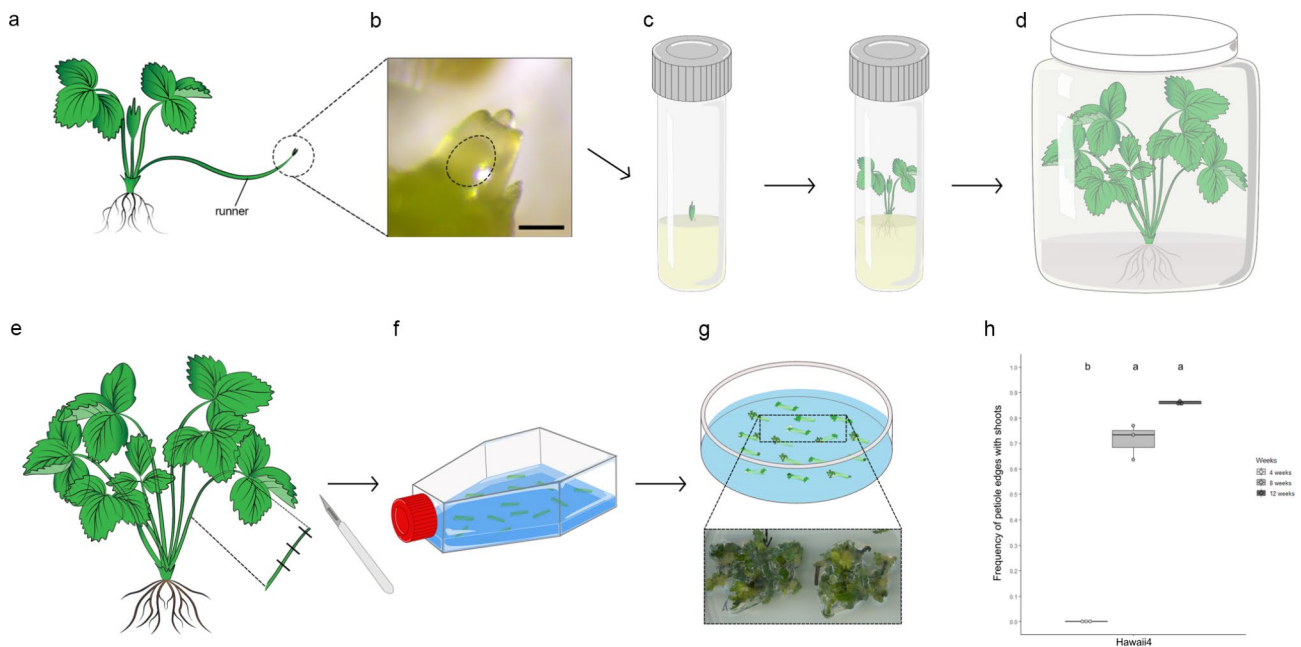 a
b
c
d
runner
e
f
g
h
Frequency of petiole edges with shoots
1.0
0.9
0.8
0.7
0.6
0.5
0.4
0.3
0.2
0.1
0.0
b
a
a
Weeks
4 weeks
8 weeks
12 weeks
Hawaii4